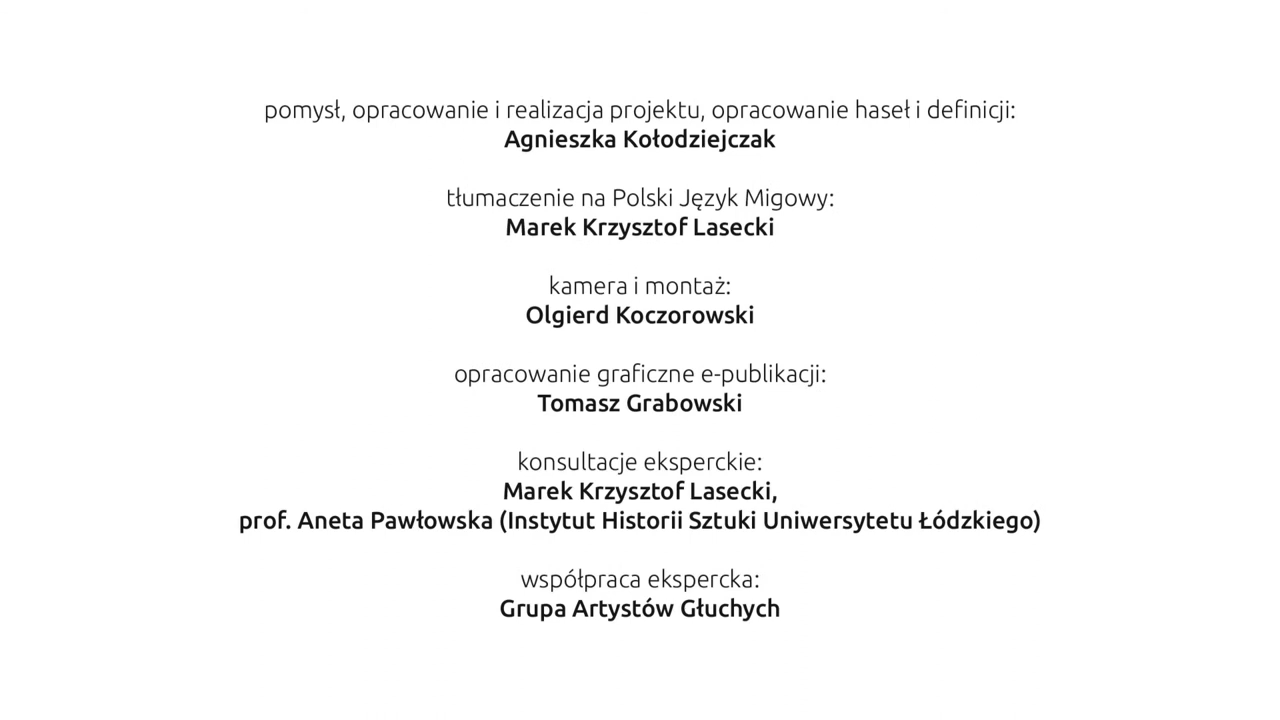 pomysł, opracowanie i realizacja projektu, opracowanie haseł i definicji:
Agnieszka Kołodziejczak
tłumaczenie na Polski Język Migowy:
Marek Krzysztof Lasecki
kamera i montaż:
Olgierd Koczorowski
opracowanie graficzne e-publikacji:
Tomasz Grabowski
konsultacje eksperckie:
Marek Krzysztof Lasecki,
prof. Aneta Pawłowska (Instytut Historii Sztuki Uniwersytetu Łódzkiego)
współpraca ekspercka:
Grupa Artystów Głuchych